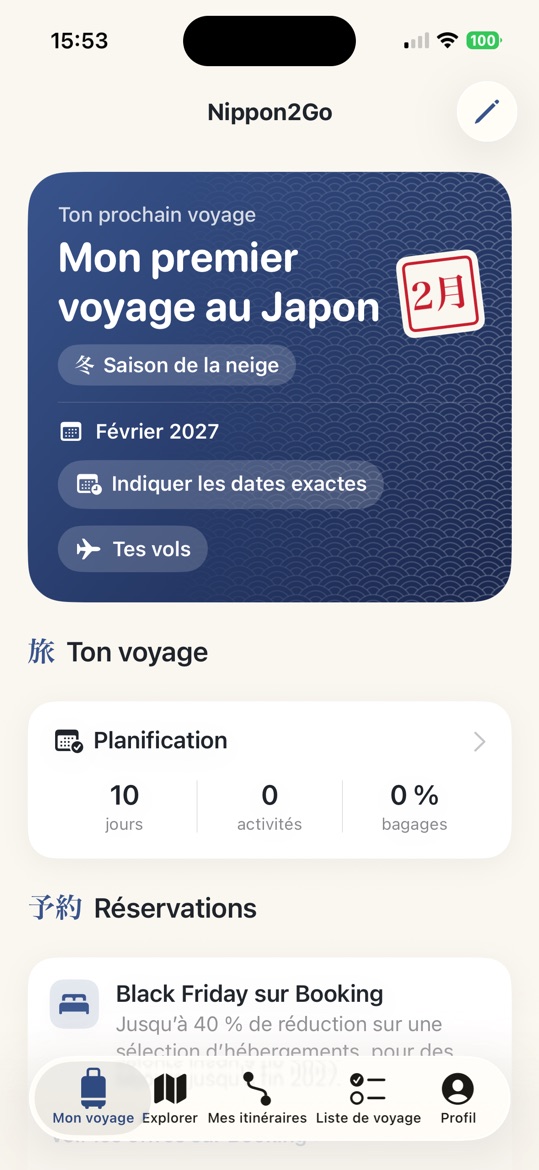 15:53
100
Nippon2Go
Ton prochain voyage
Mon premier
voyage au Japon
2月
冬 Saison de la neige
Février 2027
Indiquer les dates exactes
Tes vols
旅 Ton voyage
Planification
10
jours
0
activités
0 %
bagages
予約 Réservations
Black Friday sur Booking
Jusqu’à 40 % de réduction sur une
sélection d’hébergements, pour des
Mon voyage
Explorer
Mes itinéraires
Liste de voyage
Profil